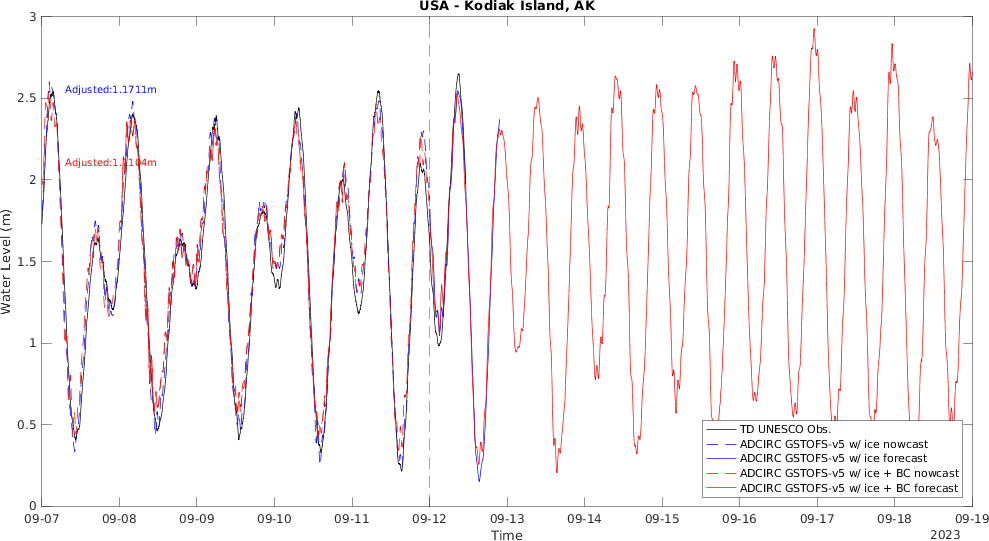 USA - Kodiak Island, AK
3
2.5
2
1.5
1
0.5
0
Water Level (m)
Adjusted:1.1711m
TD UNESCO Obs.
ADCIRC GSTOFS-v5 w/ ice nowcast
ADCIRC GSTOFS-v5 w/ ice forecast
ADCIRC GSTOFS-v5 w/ ice + BC nowcast
ADCIRC GSTOFS-v5 w/ ice + BC forecast
09-07 09-08 09-09 09-10 09-11 09-12 09-13 09-14 09-15 09-16 09-17 09-18 09-19
Time
2023